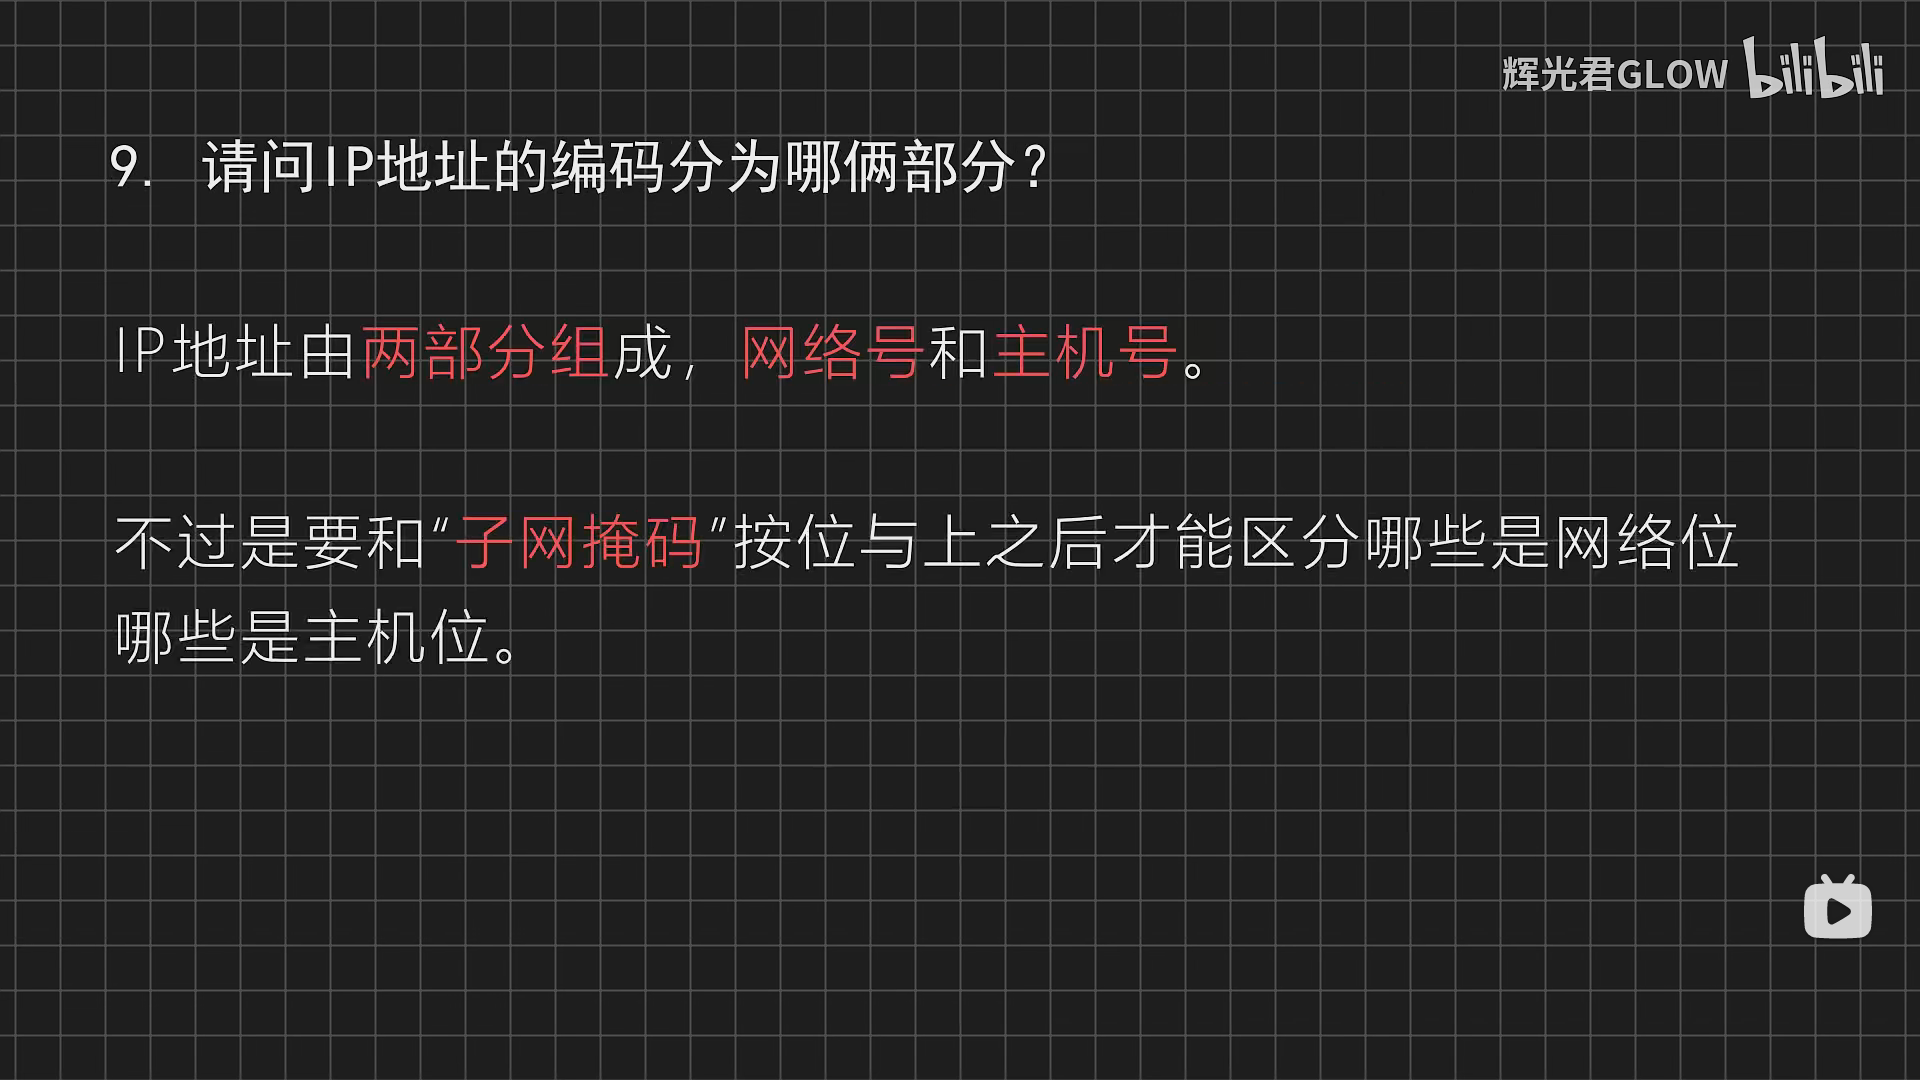 辉光君GLOW bilibili
9. 请问IP地址的编码分为哪俩部分?
IP地址由两部分组成，网络号和主机号。
不过是要和“子网掩码”按位与上之后才能区分哪些是网络位
哪些是主机位。